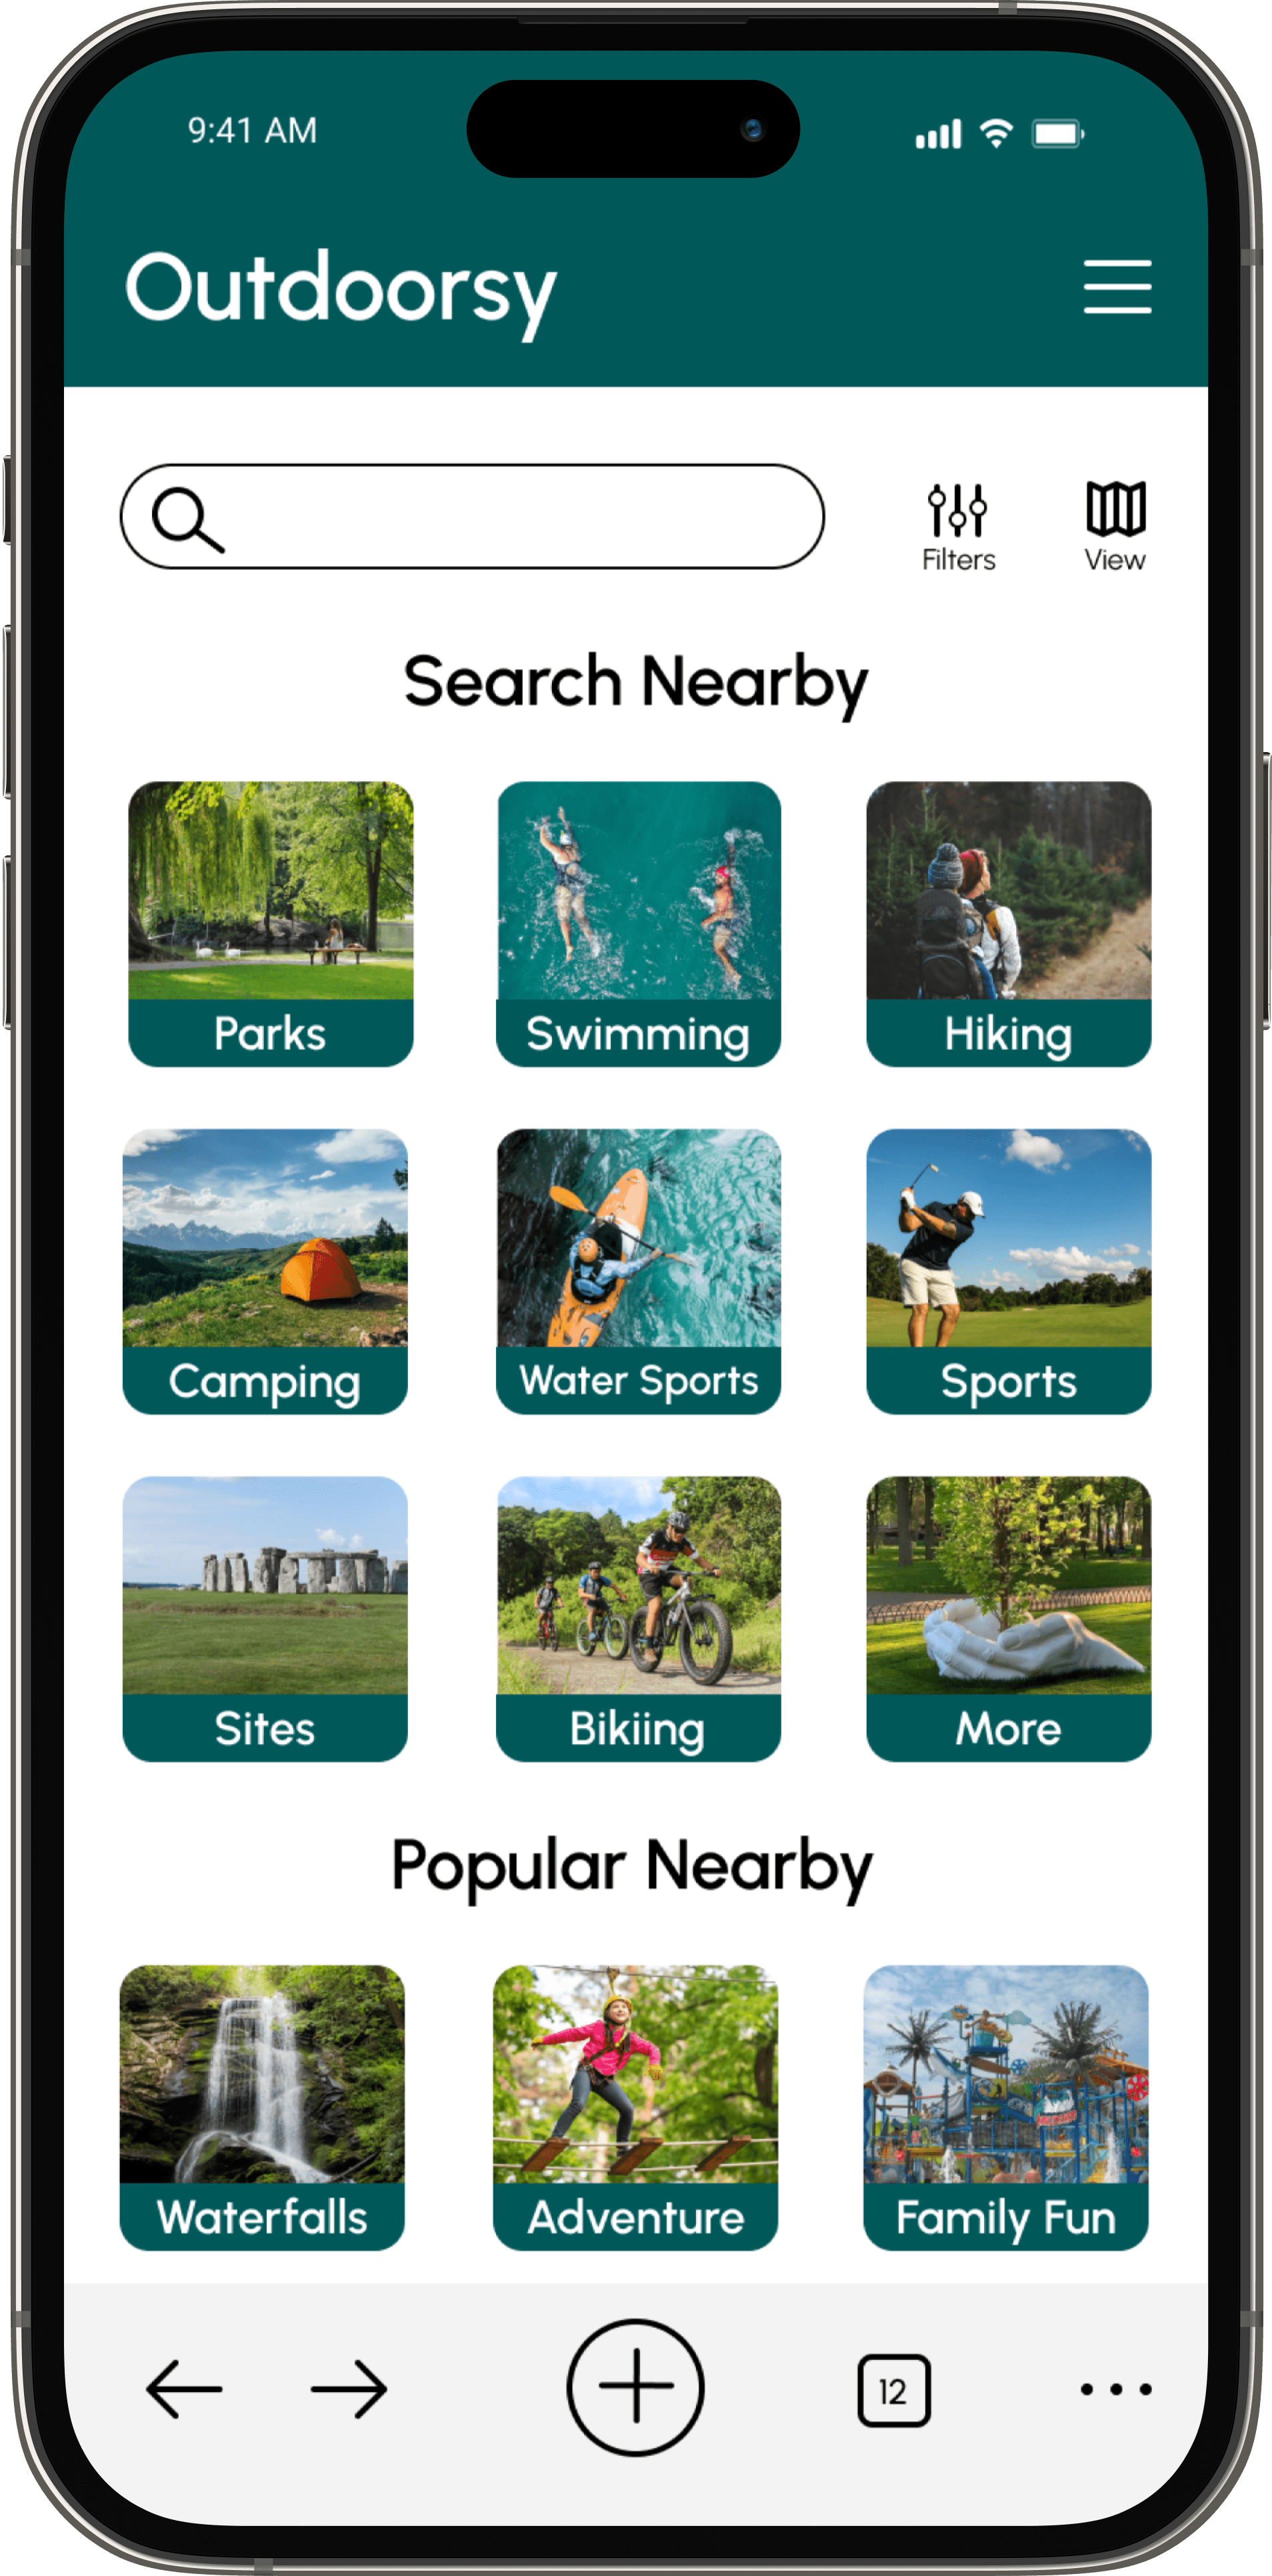 9:41 AM
Outdoorsy
Filters
View
Search Nearby
Parks
Swimming
Hiking
Camping
Water Sports
Sports
Sites
Bikiing
More
Popular Nearby
Waterfalls
Adventure
Family Fun
12